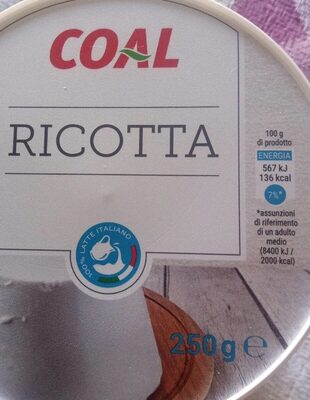 COAL
RICOTTA
100 g
di prodotto
ENERGIA
567 kJ
136 kcal
7%*
*assunzioni
di riferimento
di un adulto
medio
(8400 kJ /
2000 kcal)
100% LATTE ITALIANO
250g e